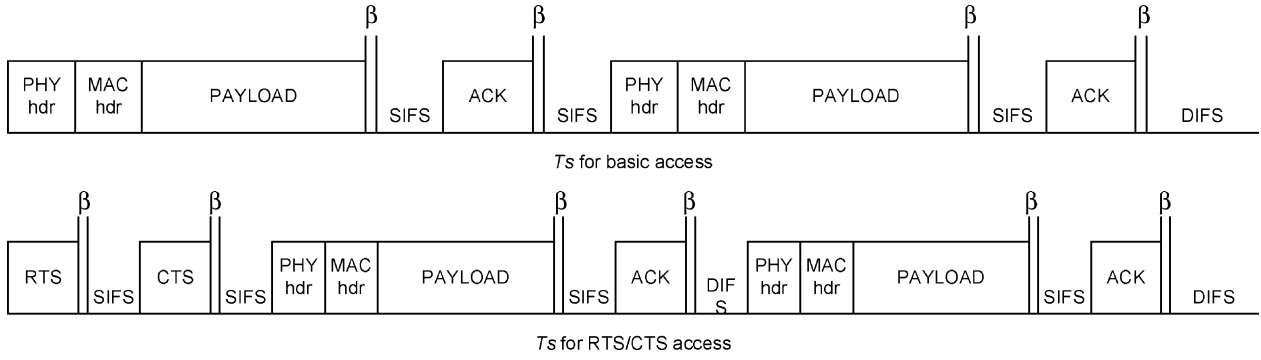 β β β β
PHY hdr MAC hdr PAYLOAD SIFS ACK SIFS PHY hdr MAC hdr PAYLOAD SIFS ACK DIFS
Ts for basic access
β β β β β β
RTS SIFS CTS SIFS PHY hdr MAC hdr PAYLOAD SIFS ACK DIF S PHY hdr MAC hdr PAYLOAD SIFS ACK DIFS
Ts for RTS/CTS access